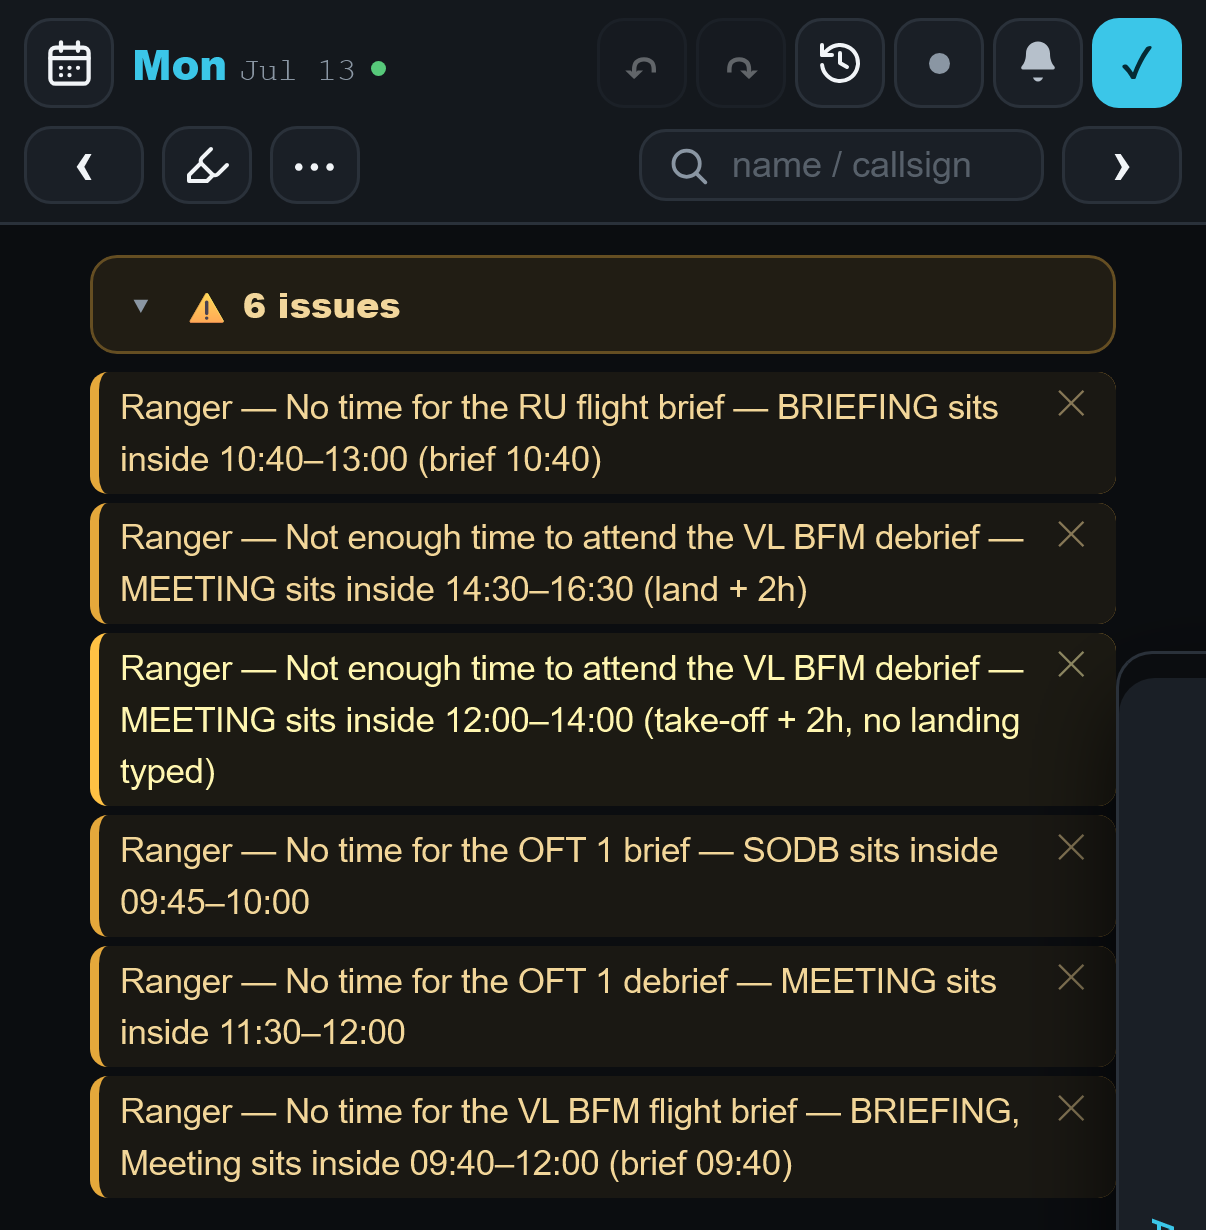 Mon Jul 13
name / callsign
6 issues
Ranger — No time for the RU flight brief — BRIEFING sits
inside 10:40–13:00 (brief 10:40)
Ranger — Not enough time to attend the VL BFM debrief —
MEETING sits inside 14:30–16:30 (land + 2h)
Ranger — Not enough time to attend the VL BFM debrief —
MEETING sits inside 12:00–14:00 (take-off + 2h, no landing
typed)
Ranger — No time for the OFT 1 brief — SODB sits inside
09:45–10:00
Ranger — No time for the OFT 1 debrief — MEETING sits
inside 11:30–12:00
Ranger — No time for the VL BFM flight brief — BRIEFING,
Meeting sits inside 09:40–12:00 (brief 09:40)